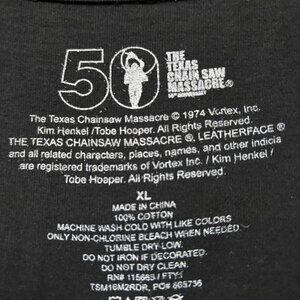 50
THE
TEXAS
CHAIN SAW
MASSACRE®
50TH ANNIVERSARY
The Texas Chainsaw Massacre © 1974 Vortex, Inc.
Kim Henkel /Tobe Hooper. All Rights Reserved.
THE TEXAS CHAINSAW MASSACRE ®, LEATHERFACE ®
and all related characters, places, names, and other indicia
are registered trademarks of Vortex Inc. / Kim Henkel /
Tobe Hooper. All Rights Reserved.
XL
MADE IN CHINA
100% COTTON
MACHINE WASH COLD WITH LIKE COLORS
ONLY NON-CHLORINE BLEACH WHEN NEEDED.
TUMBLE DRY LOW.
DO NOT IRON IF DECORATED.
DO NOT DRY CLEAN.